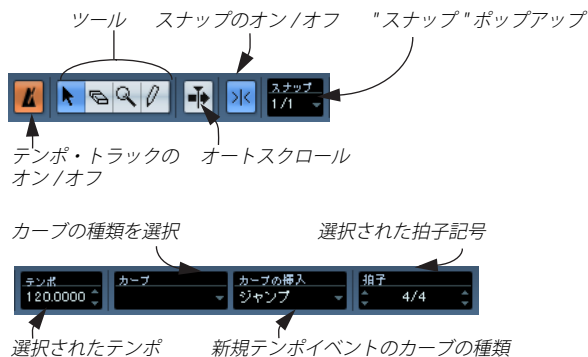 ツール スナップのオン/オフ "スナップ"ポップアップ
スナップ
1/1
テンポ・トラックの
オン/オフ
オートスクロール
カーブの種類を選択 選択された拍子記号
テンポ カーブ カーブの挿入 拍子
120.0000 ジャンプ 4/4
選択されたテンポ 新規テンポイベントのカーブの種類